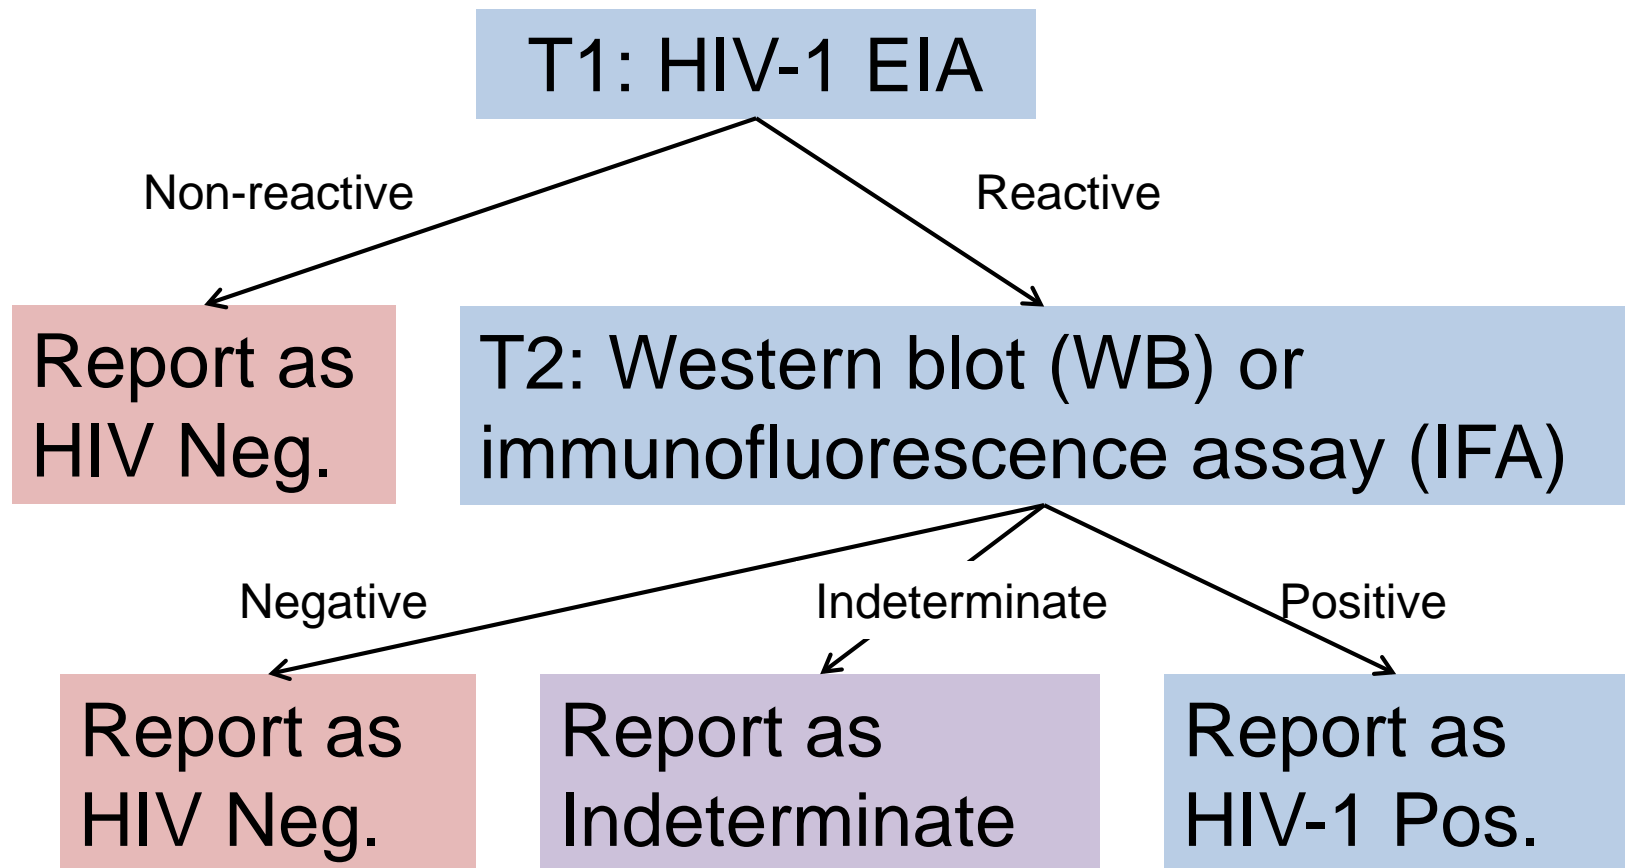 T1: HIV-1 EIA
Non-reactive
Reactive
Report as
HIV Neg.
T2: Western blot (WB) or
immunofluorescence assay (IFA)
Negative
Indeterminate
Positive
Report as
HIV Neg.
Report as
Indeterminate
Report as
HIV-1 Pos.